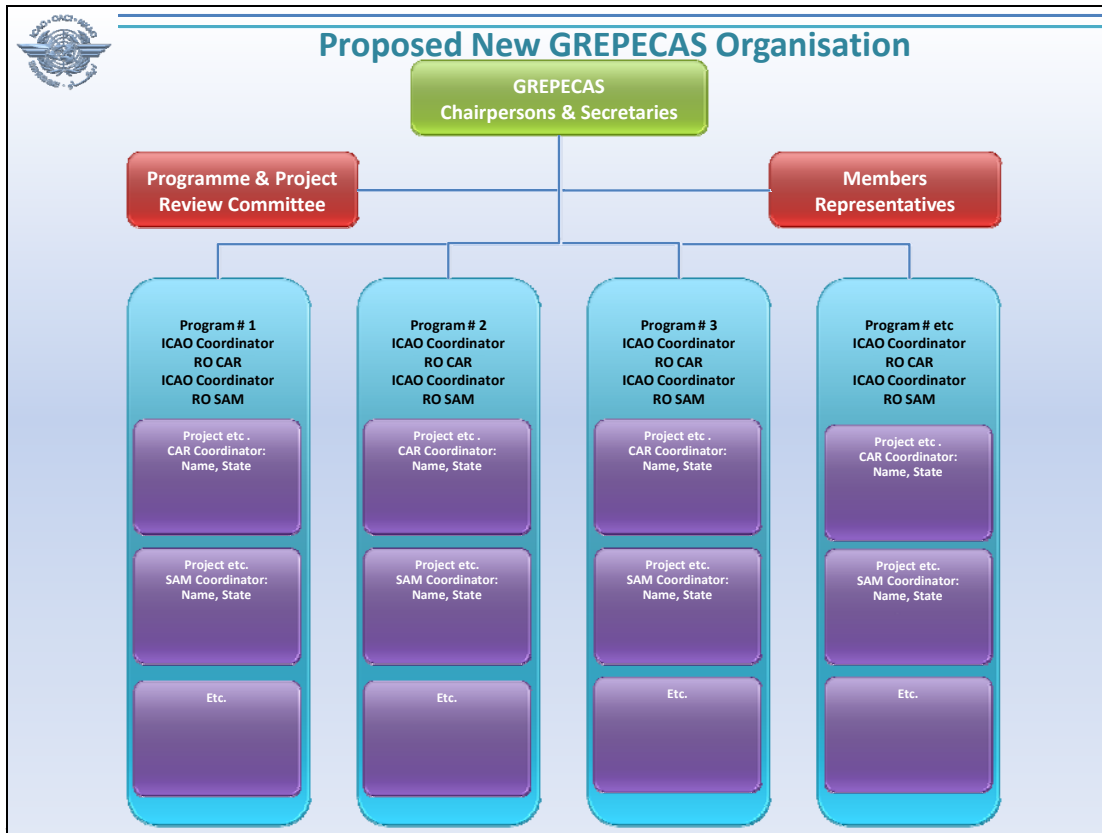 ICAO · OACI · ИКАО
Proposed New GREPECAS Organisation
GREPECAS
Chairpersons & Secretaries
Programme & Project
Review Committee
Members
Representatives
Program # 1
ICAO Coordinator
RO CAR
ICAO Coordinator
RO SAM
Project etc .
CAR Coordinator:
Name, State
Project etc.
SAM Coordinator:
Name, State
Etc.
Program # 2
ICAO Coordinator
RO CAR
ICAO Coordinator
RO SAM
Project etc .
CAR Coordinator:
Name, State
Project etc.
SAM Coordinator:
Name, State
Etc.
Program # 3
ICAO Coordinator
RO CAR
ICAO Coordinator
RO SAM
Project etc .
CAR Coordinator:
Name, State
Project etc.
SAM Coordinator:
Name, State
Etc.
Program # etc
ICAO Coordinator
RO CAR
ICAO Coordinator
RO SAM
Project etc .
CAR Coordinator:
Name, State
Project etc.
SAM Coordinator:
Name, State
Etc.